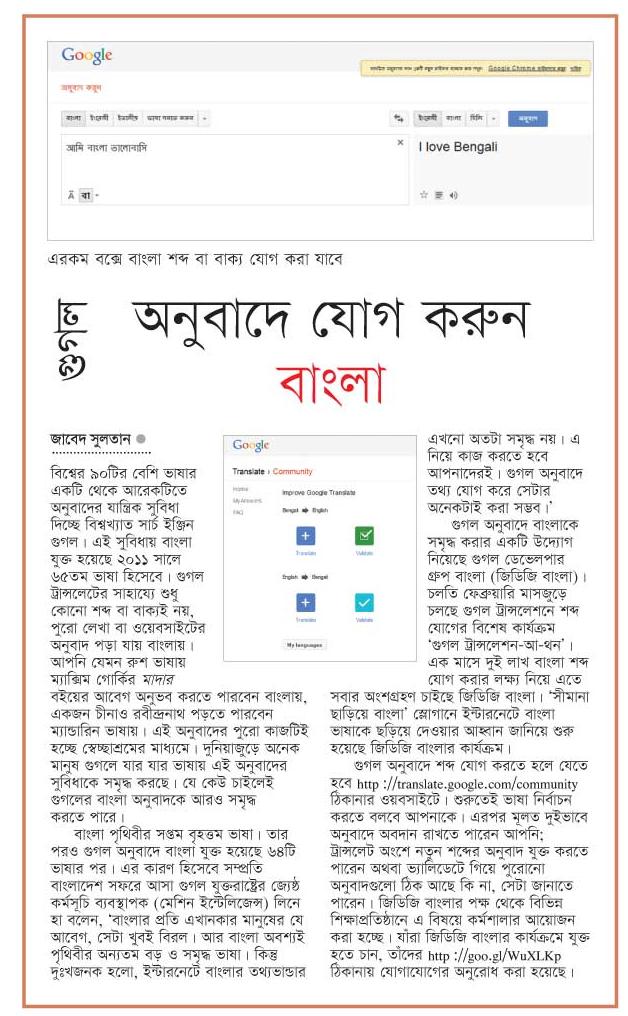 Google
Google Chrome
অনুবাদ করুন
বাংলা ইংরেজী ভাষা সনাক্ত করুন
ইংরেজী বাংলা হিন্দি অনুবাদ
আমি বাংলা ভালোবাসি
I love Bengali
Ä বা
এরকম বক্সে বাংলা শব্দ বা বাক্য যোগ করা যাবে
গুগল
অনুবাদে যোগ করুন
বাংলা
জাবেদ সুলতান
বিশ্বের ৯০টির বেশি ভাষার
একটি থেকে আরেকটিতে
অনুবাদের যান্ত্রিক সুবিধা
দিচ্ছে বিশ্বখ্যাত সার্চ ইঞ্জিন
গুগল। এই সুবিধায় বাংলা
যুক্ত হয়েছে ২০১১ সালে
৬৫তম ভাষা হিসেবে। গুগল
ট্রান্সলেটের সাহায্যে শুধু
কোনো শব্দ বা বাক্যই নয়,
পুরো লেখা বা ওয়েবসাইটের
অনুবাদ পড়া যায় বাংলায়।
আপনি যেমন রুশ ভাষায়
ম্যাক্সিম গোর্কির মাদার
বইয়ের আবেগ অনুভব করতে পারবেন বাংলায়,
একজন চীনাও রবীন্দ্রনাথ পড়তে পারবেন
ম্যান্ডারিন ভাষায়। এই অনুবাদের পুরো কাজটিই
হচ্ছে স্বেচ্ছাশ্রমের মাধ্যমে। দুনিয়াজুড়ে অনেক
মানুষ গুগলে যার যার ভাষায় এই অনুবাদের
সুবিধাকে সমৃদ্ধ করছে। যে কেউ চাইলেই
গুগলের বাংলা অনুবাদকে আরও সমৃদ্ধ
করতে পারে।
বাংলা পৃথিবীর সপ্তম বৃহত্তম ভাষা। তার
পরও গুগল অনুবাদে বাংলা যুক্ত হয়েছে ৬৪টি
ভাষার পর। এর কারণ হিসেবে সম্প্রতি
বাংলাদেশ সফরে আসা গুগল যুক্তরাষ্ট্রের জ্যেষ্ঠ
কর্মসূচি ব্যবস্থাপক (মেশিন ইন্টেলিজেন্স) লিনে
হা বলেন, ‘বাংলার প্রতি এখানকার মানুষের যে
আবেগ, সেটা খুবই বিরল। আর বাংলা অবশ্যই
পৃথিবীর অন্যতম বড় ও সমৃদ্ধ ভাষা। কিন্তু
দুঃখজনক হলো, ইন্টারনেটে বাংলার তথ্যভান্ডার
Google
Translate › Community
Home
My Answers
FAQ
Improve Google Translate
Bengali → English
Translate Validate
English → Bengali
Translate Validate
My languages
এখনো অতটা সমৃদ্ধ নয়। এ
নিয়ে কাজ করতে হবে
আপনাদেরই। গুগল অনুবাদে
তথ্য যোগ করে সেটার
অনেকটাই করা সম্ভব।’
গুগল অনুবাদে বাংলাকে
সমৃদ্ধ করার একটি উদ্যোগ
নিয়েছে গুগল ডেভেলপার
গ্রুপ বাংলা (জিডিজি বাংলা)।
চলতি ফেব্রুয়ারি মাসজুড়ে
চলছে গুগল ট্রান্সলেশনে শব্দ
যোগের বিশেষ কার্যক্রম
‘গুগল ট্রান্সলেশন-আ-থন’।
এক মাসে দুই লাখ বাংলা শব্দ
যোগ করার লক্ষ্য নিয়ে এতে
সবার অংশগ্রহণ চাইছে জিডিজি বাংলা। ‘সীমানা
ছাড়িয়ে বাংলা’ স্লোগানে ইন্টারনেটে বাংলা
ভাষাকে ছড়িয়ে দেওয়ার আহ্বান জানিয়ে শুরু
হয়েছে জিডিজি বাংলার কার্যক্রম।
গুগল অনুবাদে শব্দ যোগ করতে হলে যেতে
হবে http://translate.google.com/community
ঠিকানার ওয়বসাইটে। শুরুতেই ভাষা নির্বাচন
করতে বলবে আপনাকে। এরপর মূলত দুইভাবে
অনুবাদে অবদান রাখতে পারেন আপনি;
ট্রান্সলেট অংশে নতুন শব্দের অনুবাদ যুক্ত করতে
পারেন অথবা ভ্যালিডেটে গিয়ে পুরোনো
অনুবাদগুলো ঠিক আছে কি না, সেটা জানাতে
পারেন। জিডিজি বাংলার পক্ষ থেকে বিভিন্ন
শিক্ষাপ্রতিষ্ঠানে এ বিষয়ে কর্মশালার আয়োজন
করা হচ্ছে। যাঁরা জিডিজি বাংলার কার্যক্রমে যুক্ত
হতে চান, তাঁদের http://goo.gl/WuXLKp
ঠিকানায় যোগাযোগের অনুরোধ করা হয়েছে।